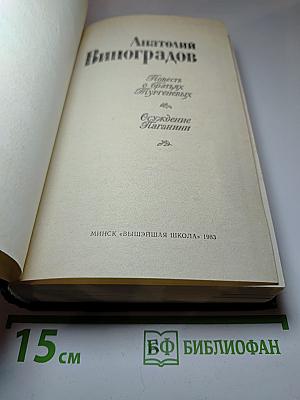 Анатолий
Виноградов
Повесть
о братьях
Тургеневых
Осуждение
Паганини
МИНСК «ВЫШЭЙШАЯ ШКОЛА» 1983
15 см
БФ БИБЛИОФАН